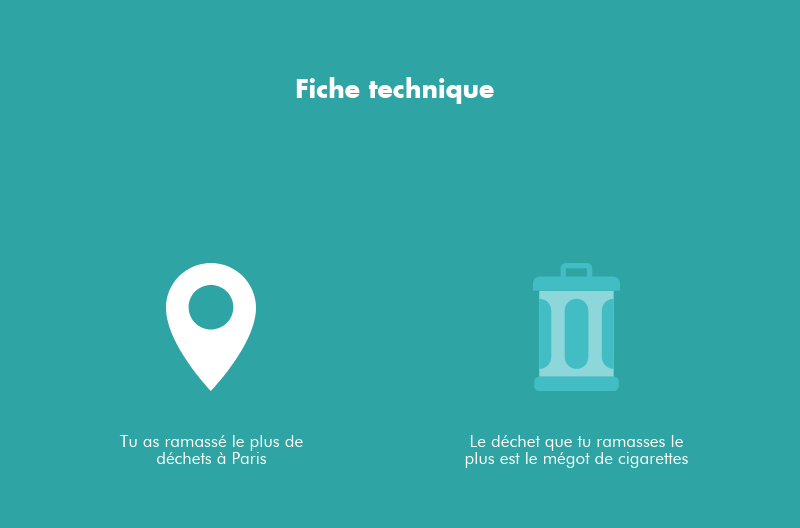 Fiche technique
Tu as ramassé le plus de
déchets à Paris
Le déchet que tu ramasses le
plus est le mégot de cigarettes